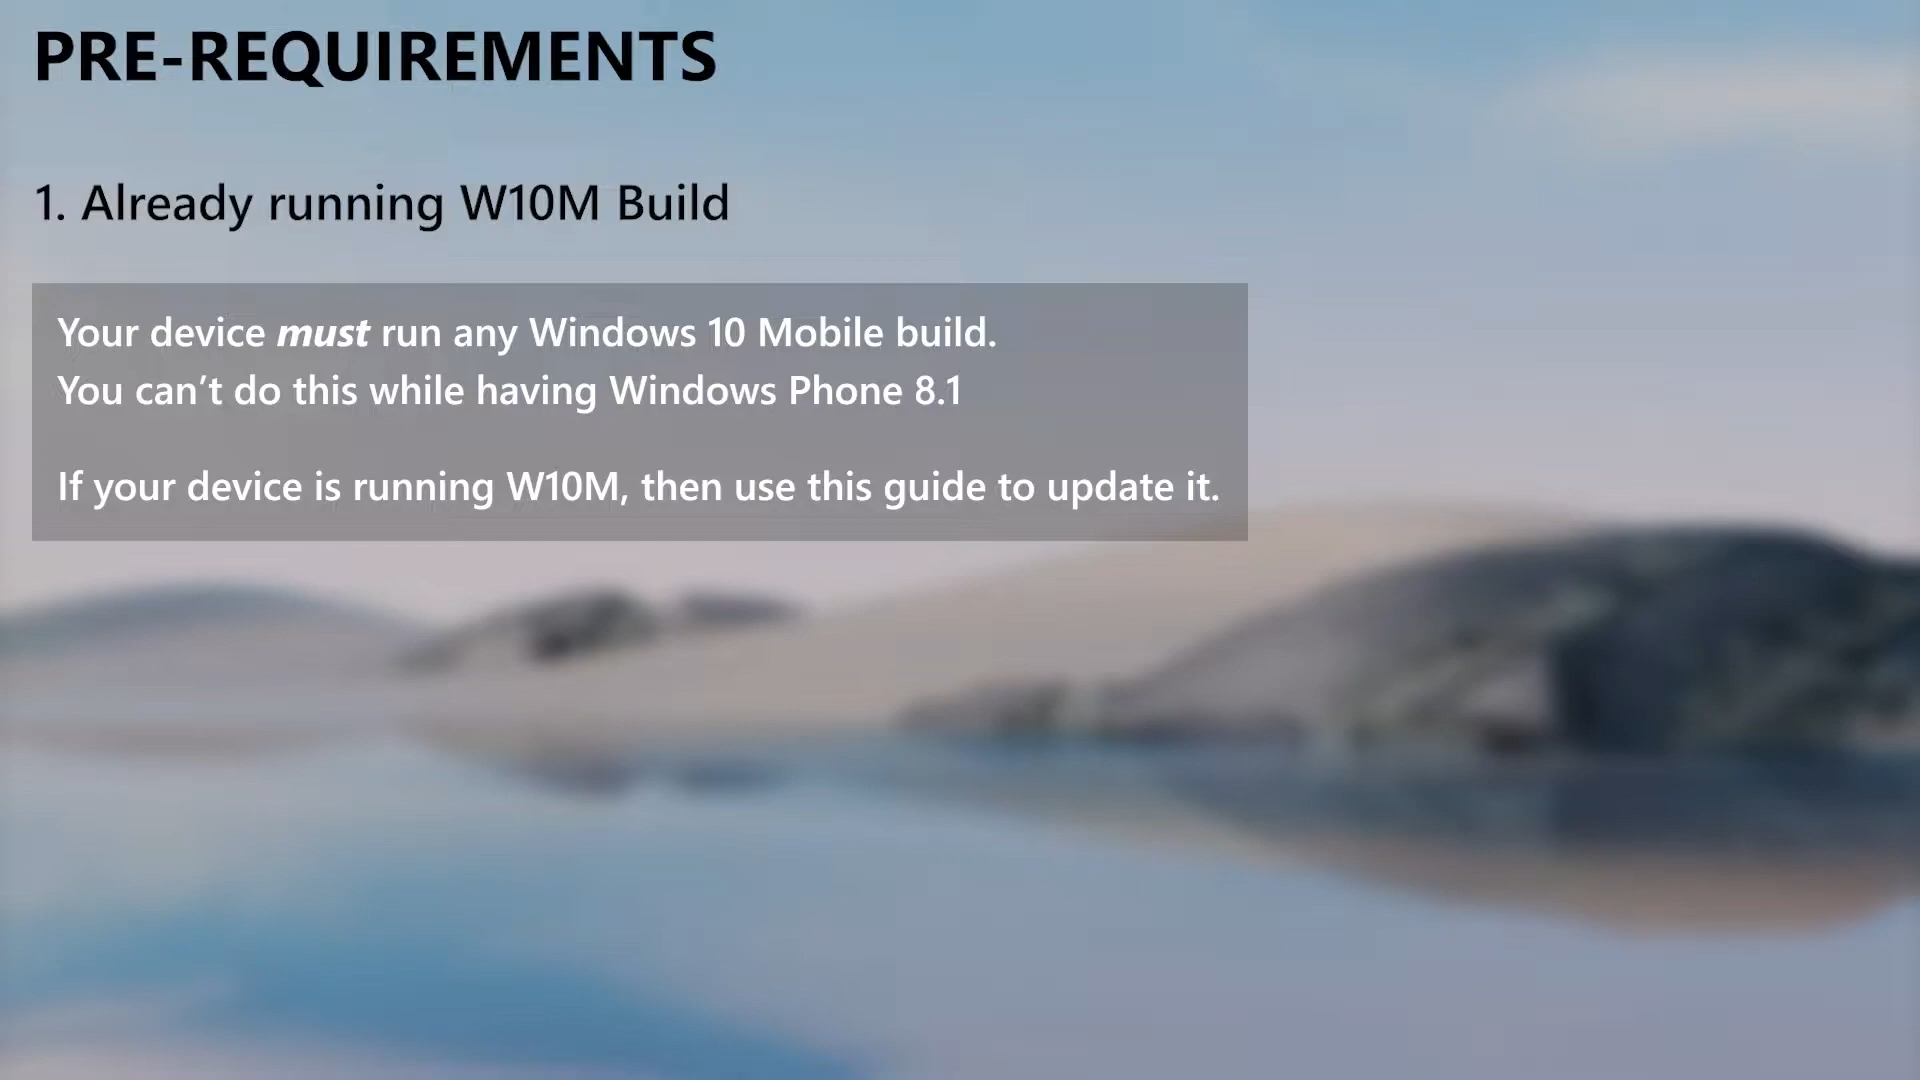 PRE-REQUIREMENTS
1. Already running W10M Build
Your device must run any Windows 10 Mobile build.
You can’t do this while having Windows Phone 8.1
If your device is running W10M, then use this guide to update it.